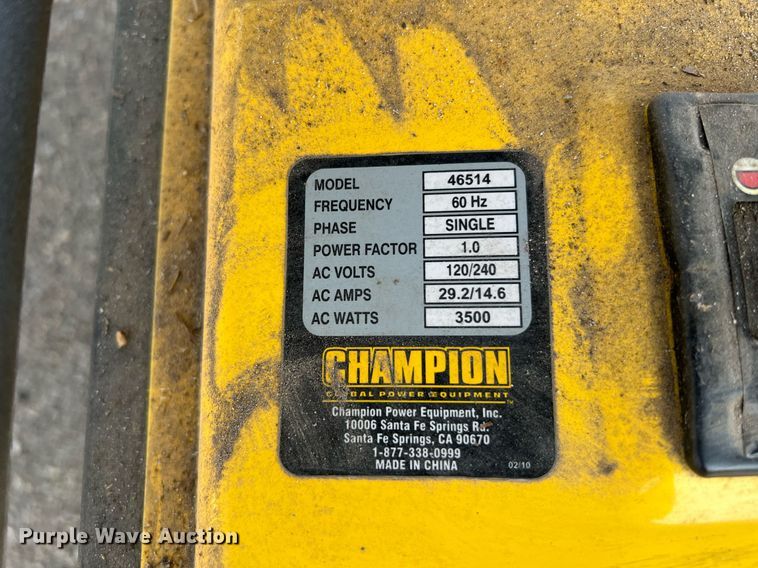 MODEL 46514
FREQUENCY 60 Hz
PHASE SINGLE
POWER FACTOR 1.0
AC VOLTS 120/240
AC AMPS 29.2/14.6
AC WATTS 3500
CHAMPION
GLOBAL POWER EQUIPMENT™
Champion Power Equipment, Inc.
10006 Santa Fe Springs Rd.
Santa Fe Springs, CA 90670
1-877-338-0999
MADE IN CHINA 02/10
Purple Wave Auction®